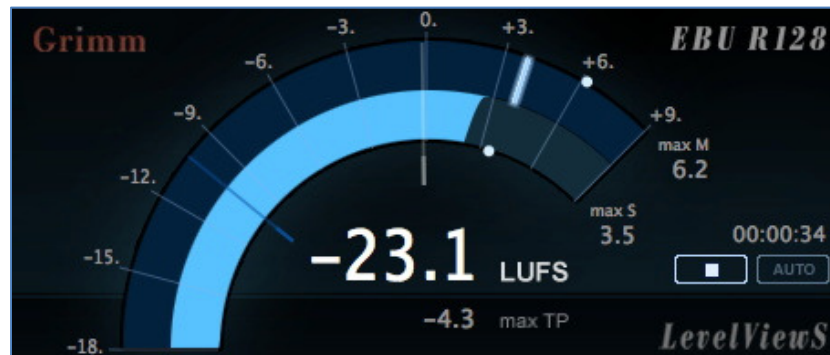 Grimm
EBU R128
-18.
-15.
-12.
-9.
-6.
-3.
0.
+3.
+6.
+9.
max M
6.2
max S
3.5
-23.1 LUFS
-4.3 max TP
00:00:34
AUTO
LevelViewS